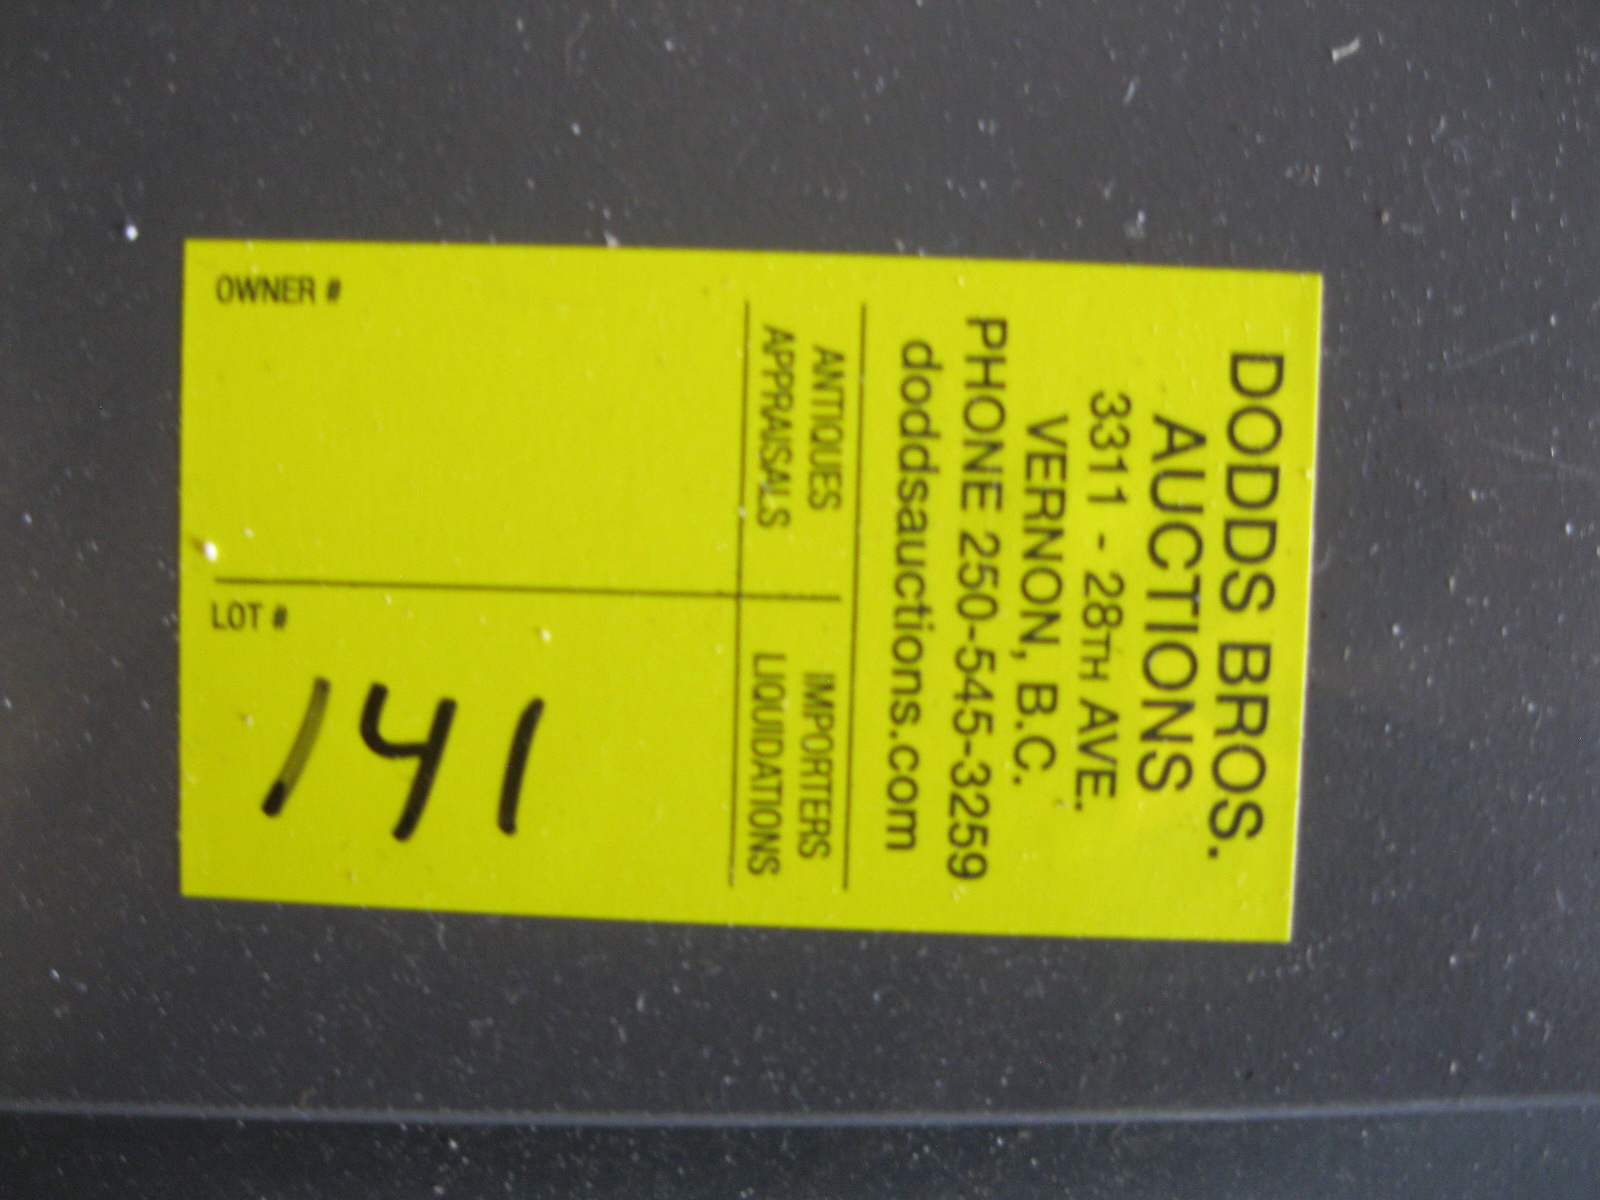 DODDS BROS.
AUCTIONS
3311 - 28TH AVE.
VERNON, B.C.
PHONE 250-545-3259
doddsauctions.com
ANTIQUES
APPRAISALS
IMPORTERS
LIQUIDATIONS
OWNER #
LOT #
141